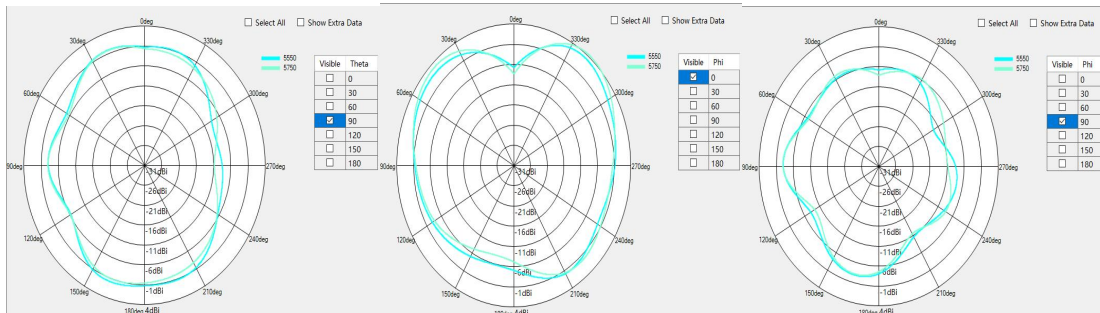 Select All Show Extra Data
0deg
30deg 330deg
5550
5750
Visible Theta
0
30
60
90
120
150
180
60deg 300deg
90deg 270deg
-31dBi
-26dBi
-21dBi
-16dBi
-11dBi
-6dBi
-1dBi
4dBi
120deg 240deg
150deg 210deg
180deg
Select All Show Extra Data
0deg
30deg 330deg
5550
5750
Visible Phi
0
30
60
90
120
150
180
60deg 300deg
90deg 270deg
-31dBi
-26dBi
-21dBi
-16dBi
-11dBi
-6dBi
-1dBi
120deg 240deg
150deg 210deg
Select All Show Extra Data
0deg
30deg 330deg
5550
5750
Visible Phi
0
30
60
90
120
150
180
60deg 300deg
90deg 270deg
-31dBi
-26dBi
-21dBi
-16dBi
-11dBi
-6dBi
-1dBi
4dBi
120deg 240deg
150deg 210deg
180deg